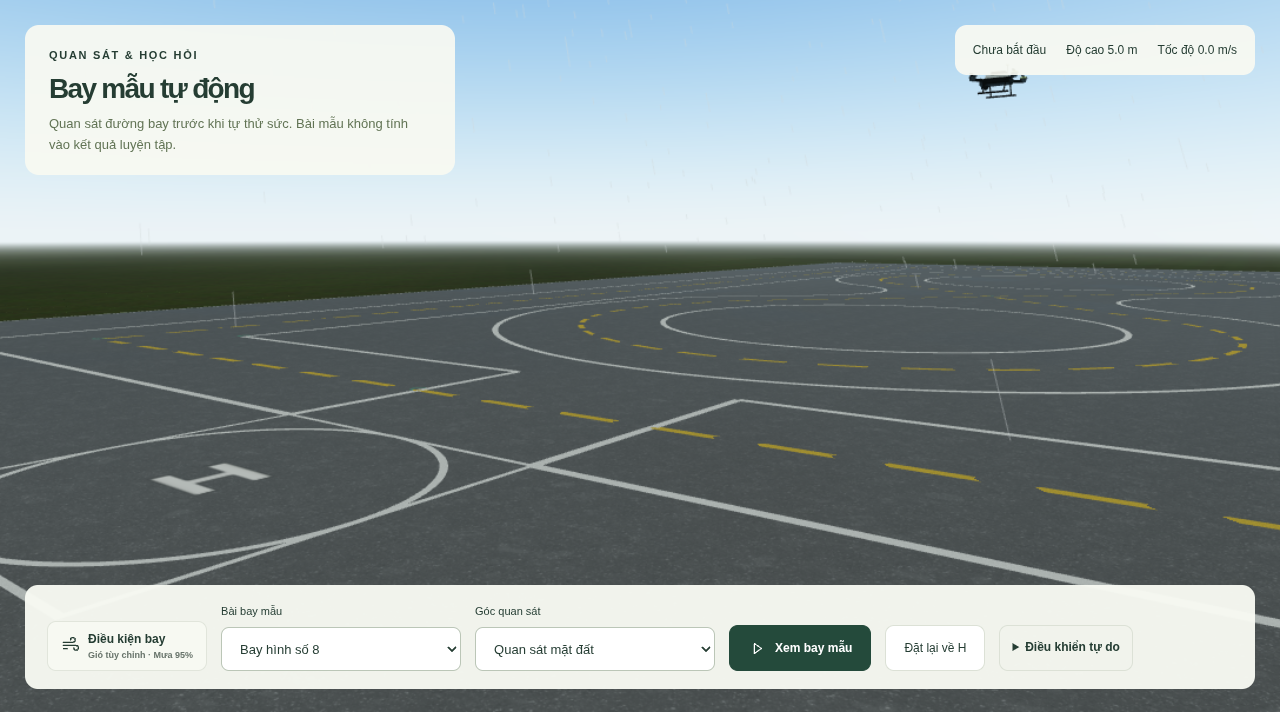 QUAN SÁT & HỌC HỎI
Bay mẫu tự động
Quan sát đường bay trước khi tự thử sức. Bài mẫu không tính
vào kết quả luyện tập.
Chưa bắt đầu Độ cao 5.0 m Tốc độ 0.0 m/s
H
Điều kiện bay
Gió tùy chỉnh · Mưa 95%
Bài bay mẫu
Bay hình số 8
Góc quan sát
Quan sát mặt đất
Xem bay mẫu
Đặt lại về H
Điều khiển tự do